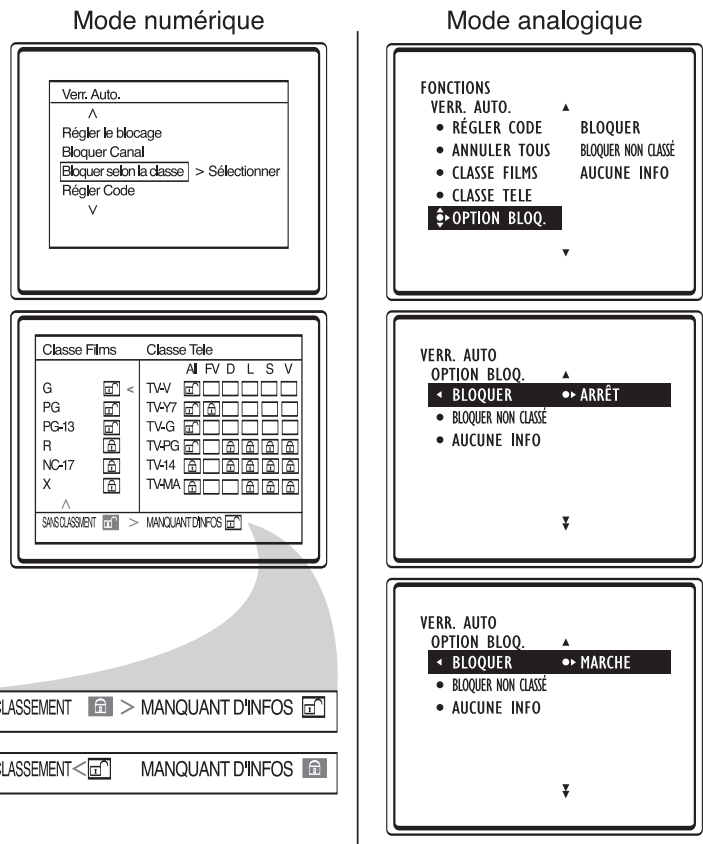 Mode numérique
Verr. Auto.
Régler le blocage
Bloquer Canal
Bloquer selon la classe > Sélectionner
Régler Code
Classe Films Classe Tele
All FV D L S V
G < TV-V
PG TV-Y7
PG-13 TV-G
R TV-PG
NC-17 TV-14
X TV-MA
SANS CLASSMENT > MANQUANT D'INFOS
CLASSEMENT > MANQUANT D'INFOS
CLASSEMENT < MANQUANT D'INFOS
Mode analogique
FONCTIONS
VERR. AUTO.
• RÉGLER CODE BLOQUER
• ANNULER TOUS BLOQUER NON CLASSÉ
• CLASSE FILMS AUCUNE INFO
• CLASSE TELE
OPTION BLOQ.
VERR. AUTO
OPTION BLOQ.
BLOQUER ARRÊT
• BLOQUER NON CLASSÉ
• AUCUNE INFO
VERR. AUTO
OPTION BLOQ.
BLOQUER MARCHE
• BLOQUER NON CLASSÉ
• AUCUNE INFO